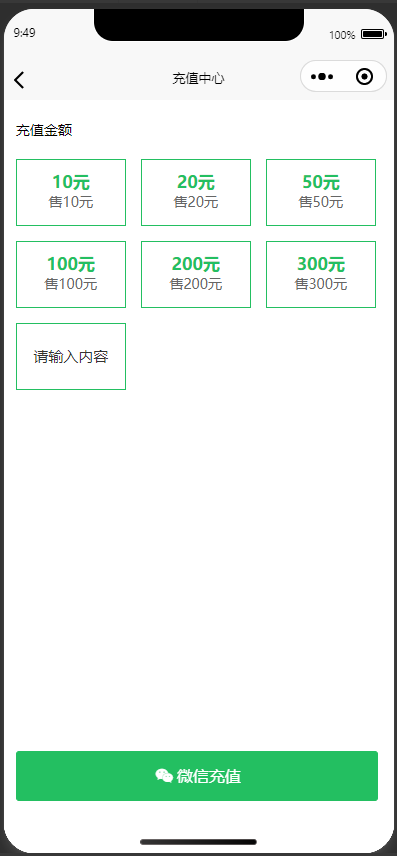 9:49
100%
充值中心
充值金额
10元
售10元
20元
售20元
50元
售50元
100元
售100元
200元
售200元
300元
售300元
请输入内容
微信充值